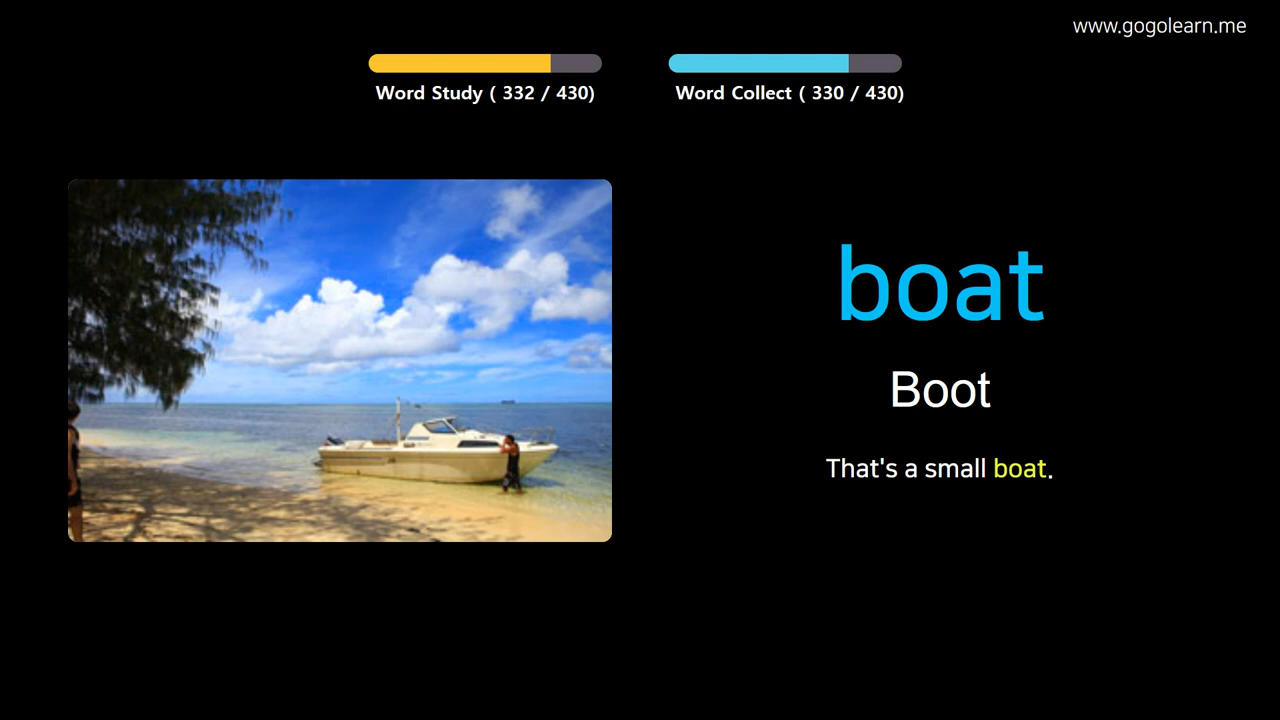 www.gogolearn.me
Word Study ( 332 / 430)
Word Collect ( 330 / 430)
boat
Boot
That's a small boat.